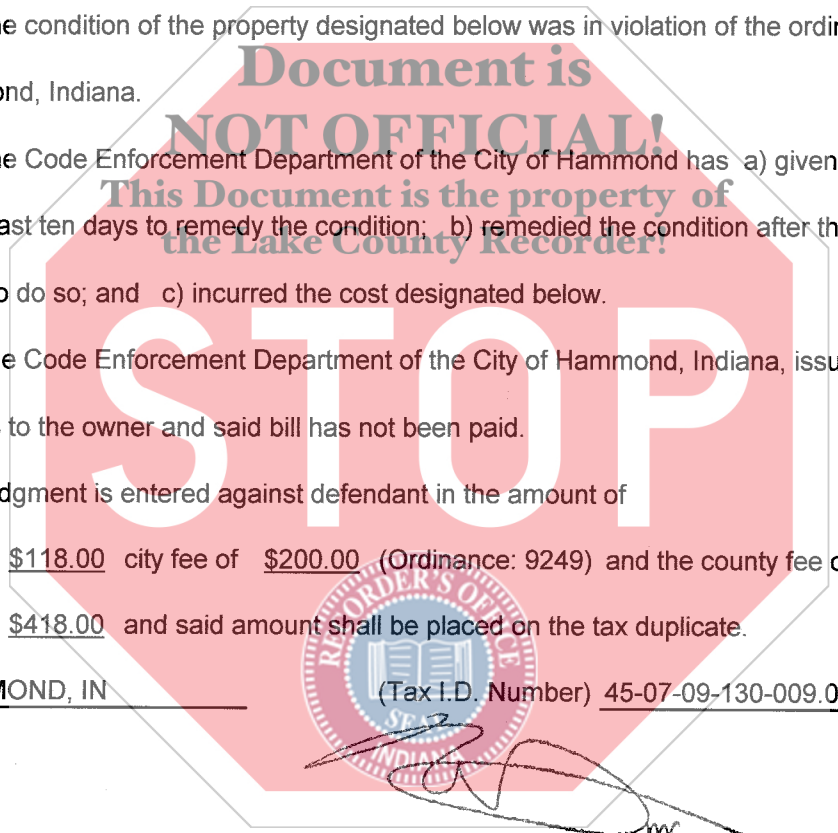 e condition of the property designated below was in violation of the ordin
Document is
ond, Indiana.
NOT OFFICIAL!
e Code Enforcement Department of the City of Hammond has a) given
This Document is the property of
ast ten days to remedy the condition; b) remedied the condition after th
the Lake County Recorder!
o do so; and c) incurred the cost designated below.
STOP
e Code Enforcement Department of the City of Hammond, Indiana, issu
to the owner and said bill has not been paid.
dgment is entered against defendant in the amount of
$118.00 city fee of $200.00 (Ordinance: 9249) and the county fee o
RECORDER'S OFFICE
$418.00 and said amount shall be placed on the tax duplicate.
MOND, IN (Tax I.D. Number) 45-07-09-130-009.0
SEAL
INDIANA